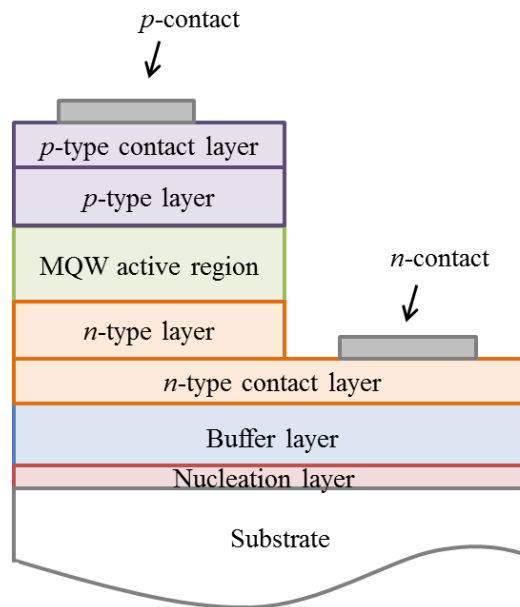 p-contact
p-type contact layer
p-type layer
MQW active region
n-contact
n-type layer
n-type contact layer
Buffer layer
Nucleation layer
Substrate